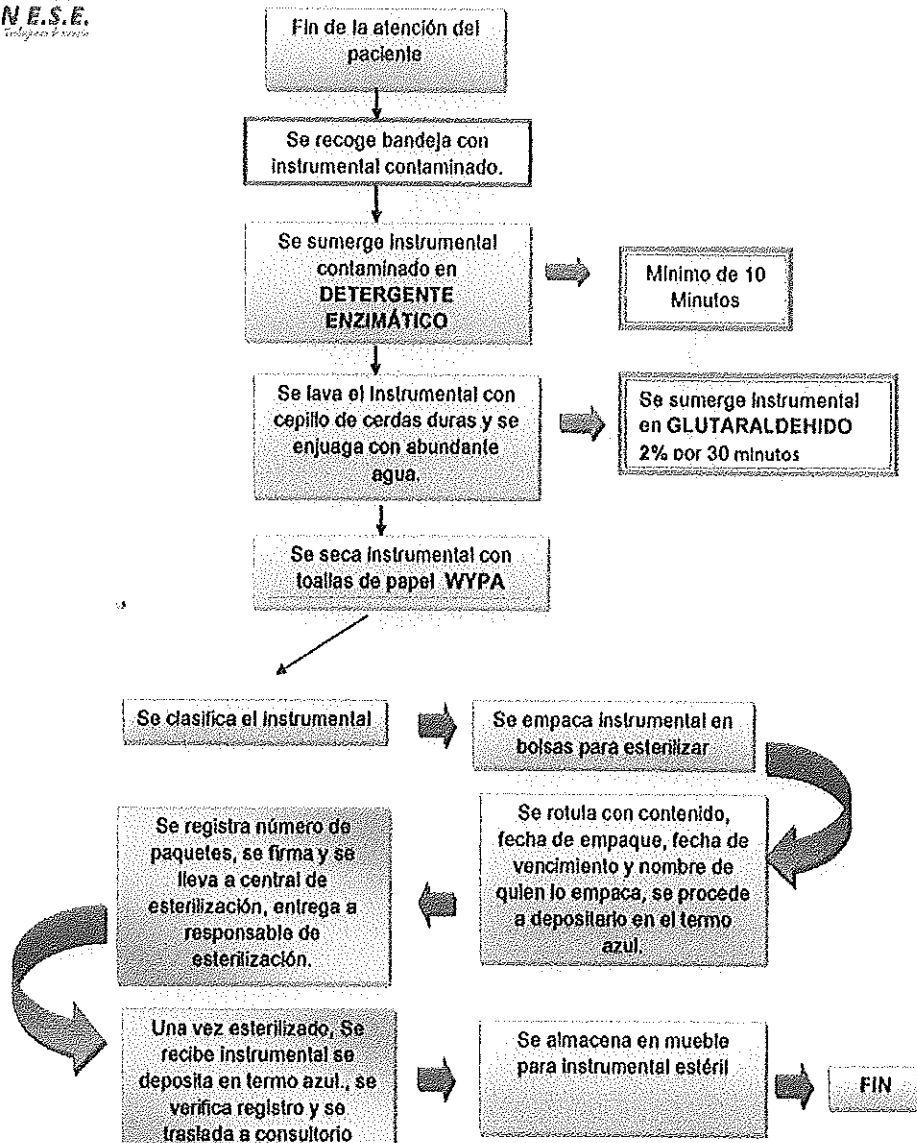 N E.S.E.
Fin de la atención del
paciente
Se recoge bandeja con
instrumental contaminado.
Se sumerge instrumental
contaminado en
DETERGENTE
ENZIMÁTICO
Minimo de 10
Minutos
Se lava el Instrumental con
cepillo de cerdas duras y se
enjuaga con abundante
agua.
Se sumerge instrumental
en GLUTARALDEHIDO
2% por 30 minutos
Se seca instrumental con
toallas de papel WYPA
Se clasifica el instrumental
Se empaca instrumental en
bolsas para esterilizar
Se rotula con contenido,
fecha de empaque, fecha de
vencimiento y nombre de
quien lo empaca, se procede
a depositarlo en el termo
azul.
Se registra número de
paquetes, se firma y se
lleva a central de
esterilización, entrega a
responsable de
esterilización.
Una vez esterilizado, Se
recibe instrumental se
deposita en termo azul., se
verifica registro y se
traslada a consultorio
Se almacena en mueble
para instrumental estéril
FIN